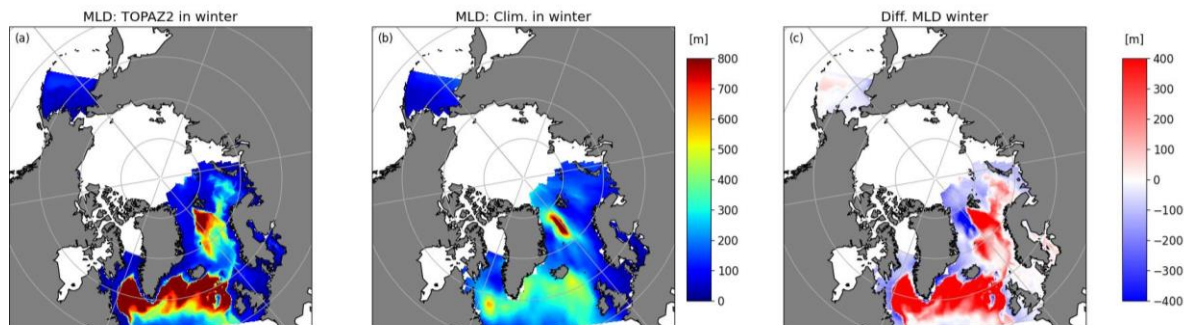 MLD: TOPAZ2 in winter
MLD: Clim. in winter
Diff. MLD winter
(a)
(b)
[m]
800
700
600
500
400
300
200
100
0
(c)
[m]
400
300
200
100
0
−100
−200
−300
−400